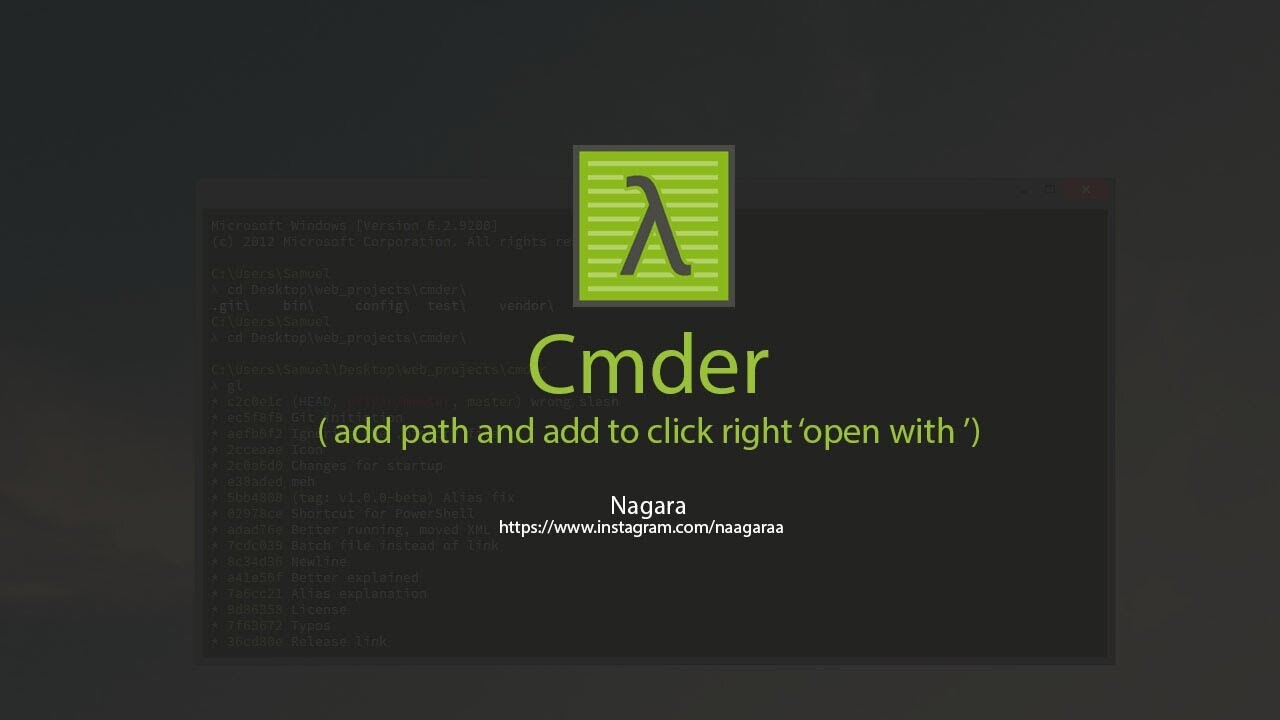 λ
Microsoft Windows [Version 6.2.9200]
(c) 2012 Microsoft Corporation. All rights
C:\Users\Samuel
λ cd Desktop\web_projects\cmder\
.git\ bin\ config\ test\ vendor\
C:\Users\Samuel
λ cd Desktop\web_projects\cmder\
Cmder
C:\Users\Samuel\Desktop\web_projects\cmder
λ gl
* c2c0e1c (HEAD, master) wrong slash
* ec5f8f9 Git initiation
( add path and add to click right ‘open with ’)
* aefb0f2
* 2cceaae Icon
* 2c0a6d0 Changes for startup
* e38aded meh
* 5bb4808 (tag: v1.0.0-beta) Alias fix
Nagara
* 02978ce Shortcut for PowerShell
https://www.instagram.com/naagaraa
* adad76e Better running, moved XML
* 7cdc039 Batch file instead of link
* 8c34d36 Newline
* a41e50f Better explained
* 7a6cc21 Alias explanation
* 9d86358 License
* 7f63672 Typos
* 36cd80e Release link